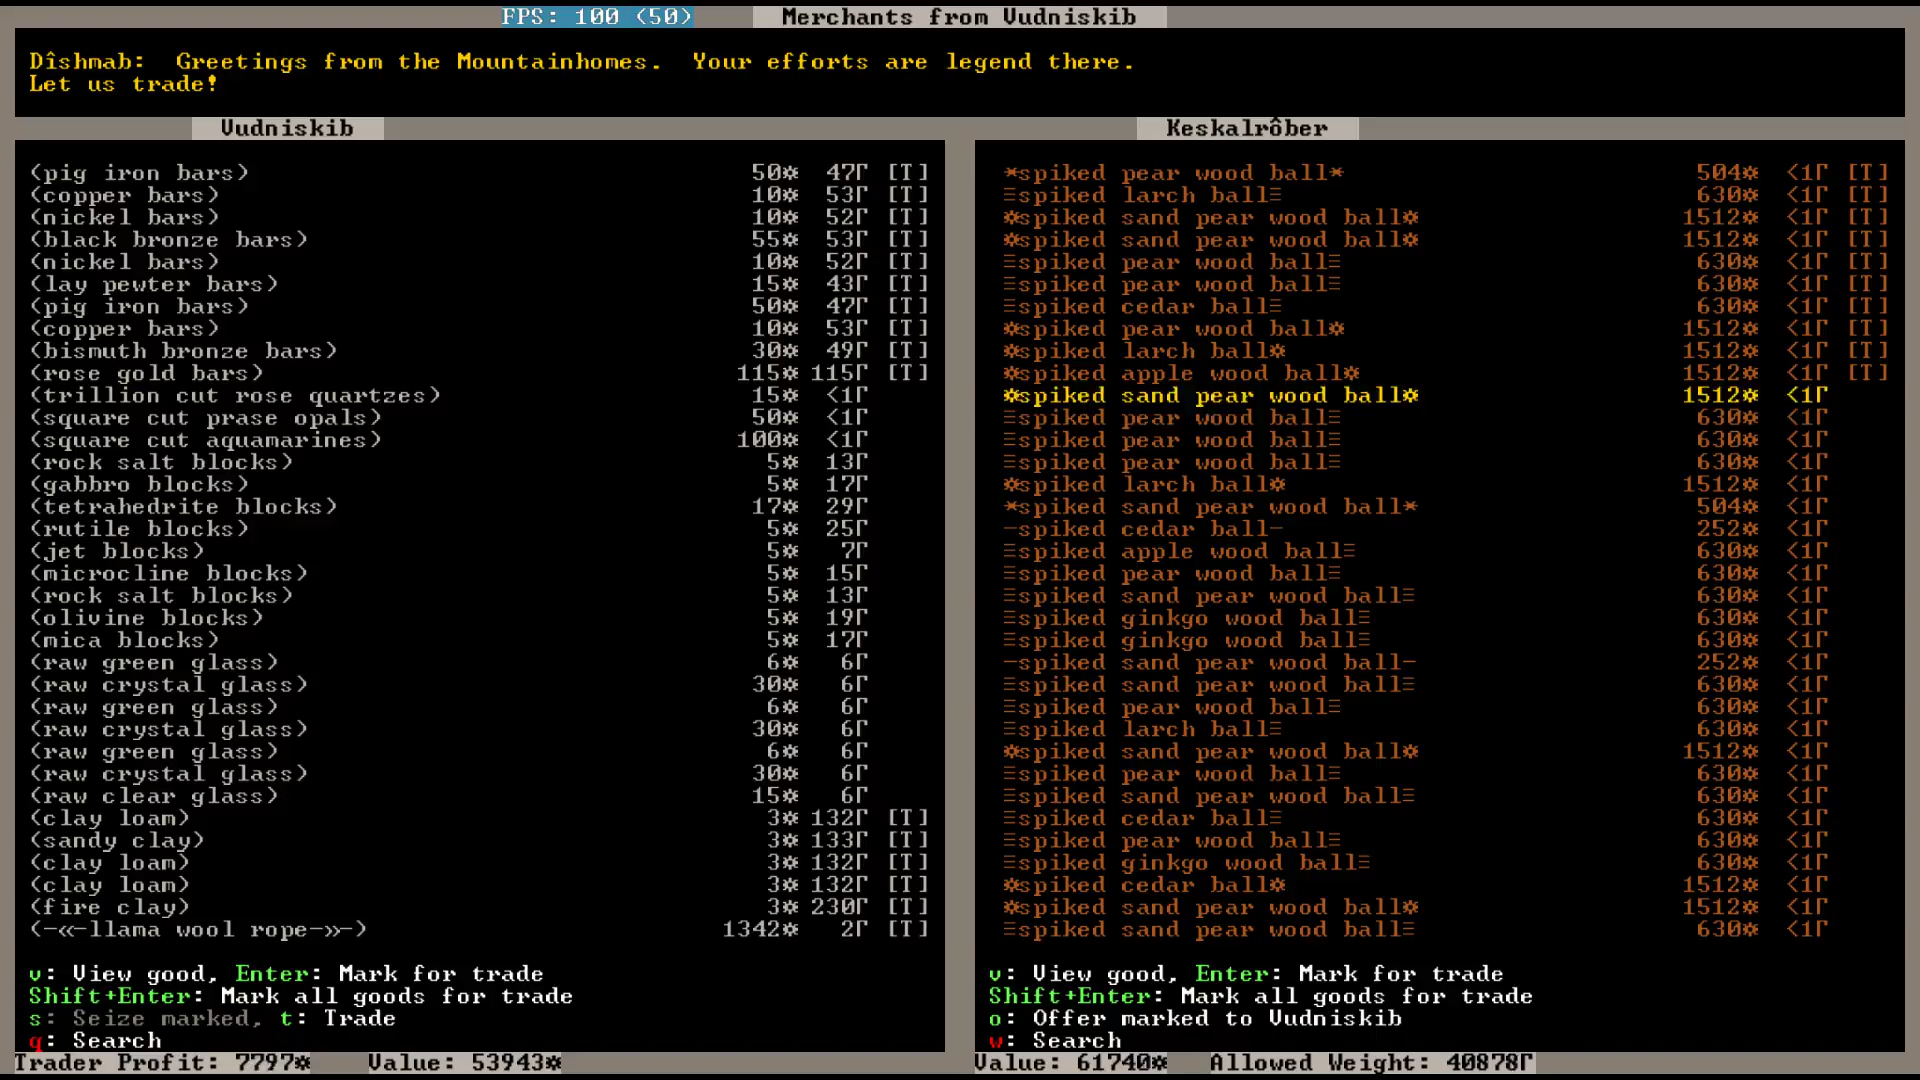 FPS: 100 (50)
Merchants from Vudniskib
Dîshmab: Greetings from the Mountainhomes. Your efforts are legend there.
Let us trade!
Vudniskib
(pig iron bars) 50☼ 47Γ [T]
(copper bars) 10☼ 53Γ [T]
(nickel bars) 10☼ 52Γ [T]
(black bronze bars) 55☼ 53Γ [T]
(nickel bars) 10☼ 52Γ [T]
(lay pewter bars) 15☼ 43Γ [T]
(pig iron bars) 50☼ 47Γ [T]
(copper bars) 10☼ 53Γ [T]
(bismuth bronze bars) 30☼ 49Γ [T]
(rose gold bars) 115☼ 115Γ [T]
(trillion cut rose quartzes) 15☼ <1Γ
(square cut prase opals) 50☼ <1Γ
(square cut aquamarines) 100☼ <1Γ
(rock salt blocks) 5☼ 13Γ
(gabbro blocks) 5☼ 17Γ
(tetrahedrite blocks) 17☼ 29Γ
(rutile blocks) 5☼ 25Γ
(jet blocks) 5☼ 7Γ
(microcline blocks) 5☼ 15Γ
(rock salt blocks) 5☼ 13Γ
(olivine blocks) 5☼ 19Γ
(mica blocks) 5☼ 17Γ
(raw green glass) 6☼ 6Γ
(raw crystal glass) 30☼ 6Γ
(raw green glass) 6☼ 6Γ
(raw crystal glass) 30☼ 6Γ
(raw green glass) 6☼ 6Γ
(raw crystal glass) 30☼ 6Γ
(raw clear glass) 15☼ 6Γ
(clay loam) 3☼ 132Γ [T]
(sandy clay) 3☼ 133Γ [T]
(clay loam) 3☼ 132Γ [T]
(clay loam) 3☼ 132Γ [T]
(fire clay) 3☼ 230Γ [T]
(-«-llama wool rope-»-) 1342☼ 2Γ [T]
v: View good, Enter: Mark for trade
Shift+Enter: Mark all goods for trade
s: Seize marked, t: Trade
q: Search
Trader Profit: 7797☼ Value: 53943☼
Keskalrôber
*spiked pear wood ball* 504☼ <1Γ [T]
≡spiked larch ball≡ 630☼ <1Γ [T]
☼spiked sand pear wood ball☼ 1512☼ <1Γ [T]
☼spiked sand pear wood ball☼ 1512☼ <1Γ [T]
≡spiked pear wood ball≡ 630☼ <1Γ [T]
≡spiked pear wood ball≡ 630☼ <1Γ [T]
≡spiked cedar ball≡ 630☼ <1Γ [T]
☼spiked pear wood ball☼ 1512☼ <1Γ [T]
☼spiked larch ball☼ 1512☼ <1Γ [T]
☼spiked apple wood ball☼ 1512☼ <1Γ [T]
☼spiked sand pear wood ball☼ 1512☼ <1Γ
≡spiked pear wood ball≡ 630☼ <1Γ
≡spiked pear wood ball≡ 630☼ <1Γ
≡spiked pear wood ball≡ 630☼ <1Γ
☼spiked larch ball☼ 1512☼ <1Γ
*spiked sand pear wood ball* 504☼ <1Γ
-spiked cedar ball- 252☼ <1Γ
≡spiked apple wood ball≡ 630☼ <1Γ
≡spiked pear wood ball≡ 630☼ <1Γ
≡spiked sand pear wood ball≡ 630☼ <1Γ
≡spiked ginkgo wood ball≡ 630☼ <1Γ
≡spiked ginkgo wood ball≡ 630☼ <1Γ
-spiked sand pear wood ball- 252☼ <1Γ
≡spiked sand pear wood ball≡ 630☼ <1Γ
≡spiked pear wood ball≡ 630☼ <1Γ
≡spiked larch ball≡ 630☼ <1Γ
☼spiked sand pear wood ball☼ 1512☼ <1Γ
≡spiked pear wood ball≡ 630☼ <1Γ
≡spiked sand pear wood ball≡ 630☼ <1Γ
≡spiked cedar ball≡ 630☼ <1Γ
≡spiked pear wood ball≡ 630☼ <1Γ
≡spiked ginkgo wood ball≡ 630☼ <1Γ
☼spiked cedar ball☼ 1512☼ <1Γ
☼spiked sand pear wood ball☼ 1512☼ <1Γ
≡spiked sand pear wood ball≡ 630☼ <1Γ
v: View good, Enter: Mark for trade
Shift+Enter: Mark all goods for trade
o: Offer marked to Vudniskib
w: Search
Value: 61740☼ Allowed Weight: 40878Γ